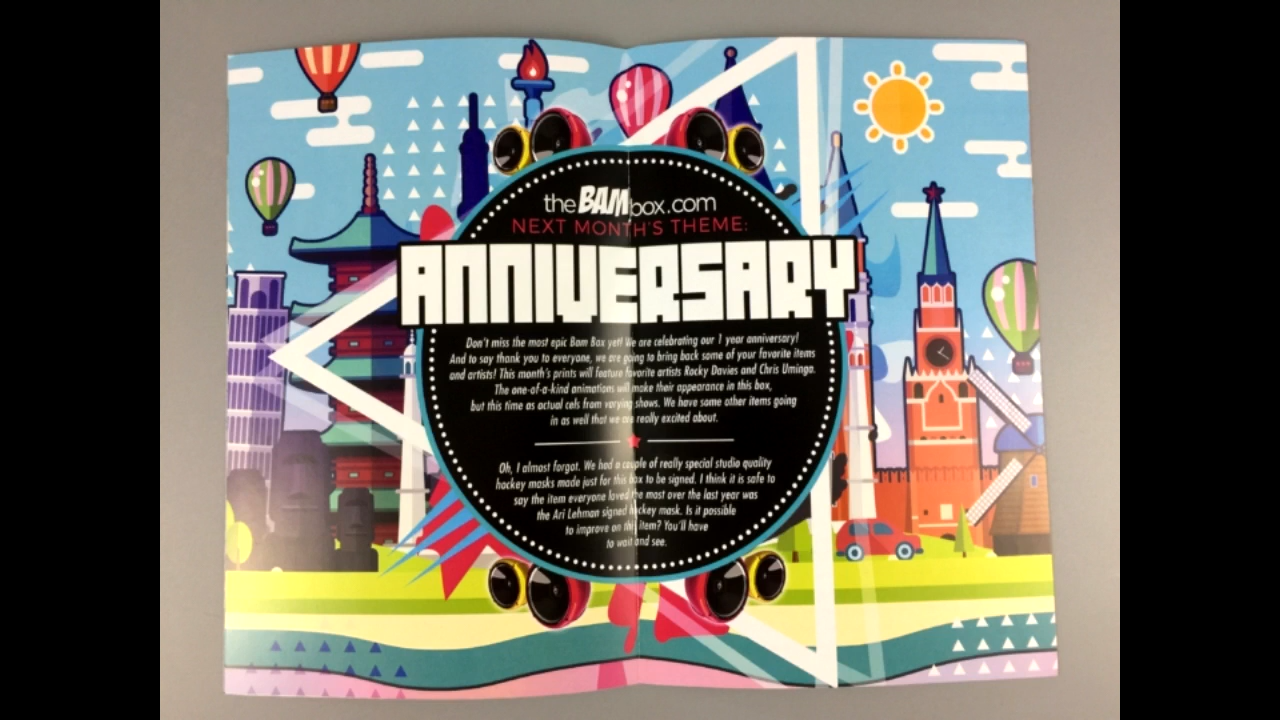 theBAMbox.com
NEXT MONTH'S THEME:
ANNIVERSARY
Don't miss the most epic Bam Box yet! We are celebrating our 1 year anniversary!
And to say thank you to everyone, we are going to bring back some of your favorite items
and artists! This month's prints will feature favorite artists Rocky Davies and Chris Uminga.
The one-of-a-kind animations will make their appearance in this box,
but this time as actual cels from varying shows. We have some other items going
in as well that we are really excited about.
Oh, I almost forgot. We had a couple of really special studio quality
hockey masks made just for this box to be signed. I think it is safe to
say the item everyone loved the most over the last year was
the Ari Lehman signed hockey mask. Is it possible
to improve on this item? You'll have
to wait and see.